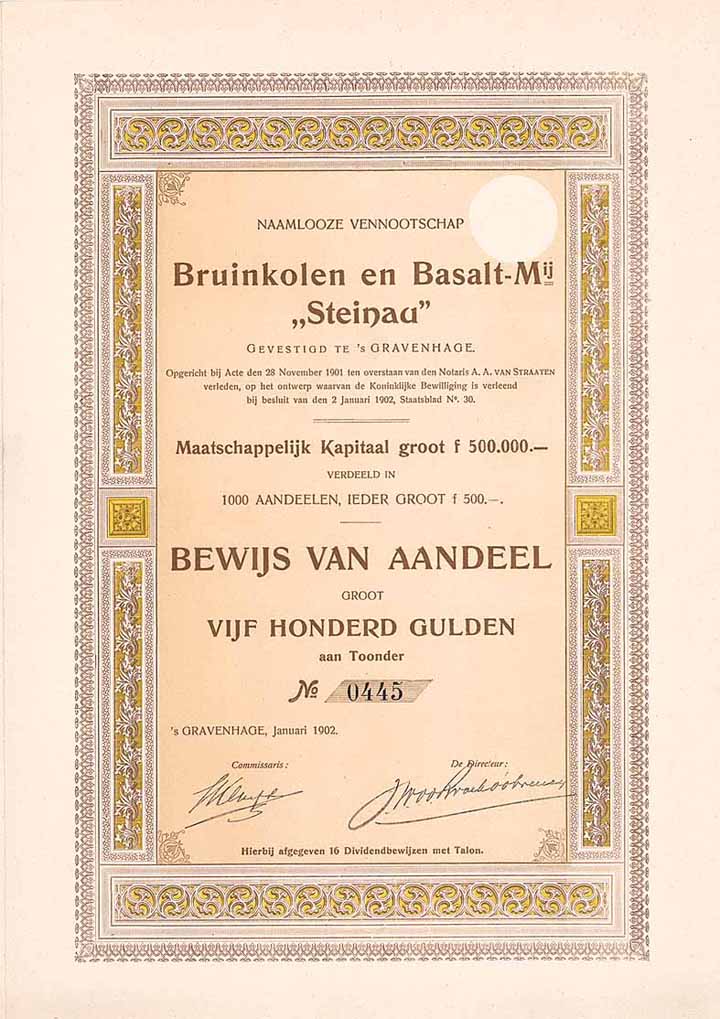 NAAMLOOZE VENNOOTSCHAP
Bruinkolen en Basalt-Mij
„Steinau”
GEVESTIGD TE 's GRAVENHAGE.
Opgericht bij Acte den 28 November 1901 ten overstaan van den Notaris A. A. VAN STRAATEN
verleden, op het ontwerp waarvan de Koninklijke Bewilliging is verleend
bij besluit van den 2 Januari 1902, Staatsblad No. 30.
Maatschappelijk Kapitaal groot f 500.000.—
VERDEELD IN
1000 AANDEELEN, IEDER GROOT f 500.—.
BEWIJS VAN AANDEEL
GROOT
VIJF HONDERD GULDEN
aan Toonder
No 0445
's GRAVENHAGE, Januari 1902.
Commissaris: De Directeur:
Hierbij afgegeven 16 Dividendbewijzen met Talon.